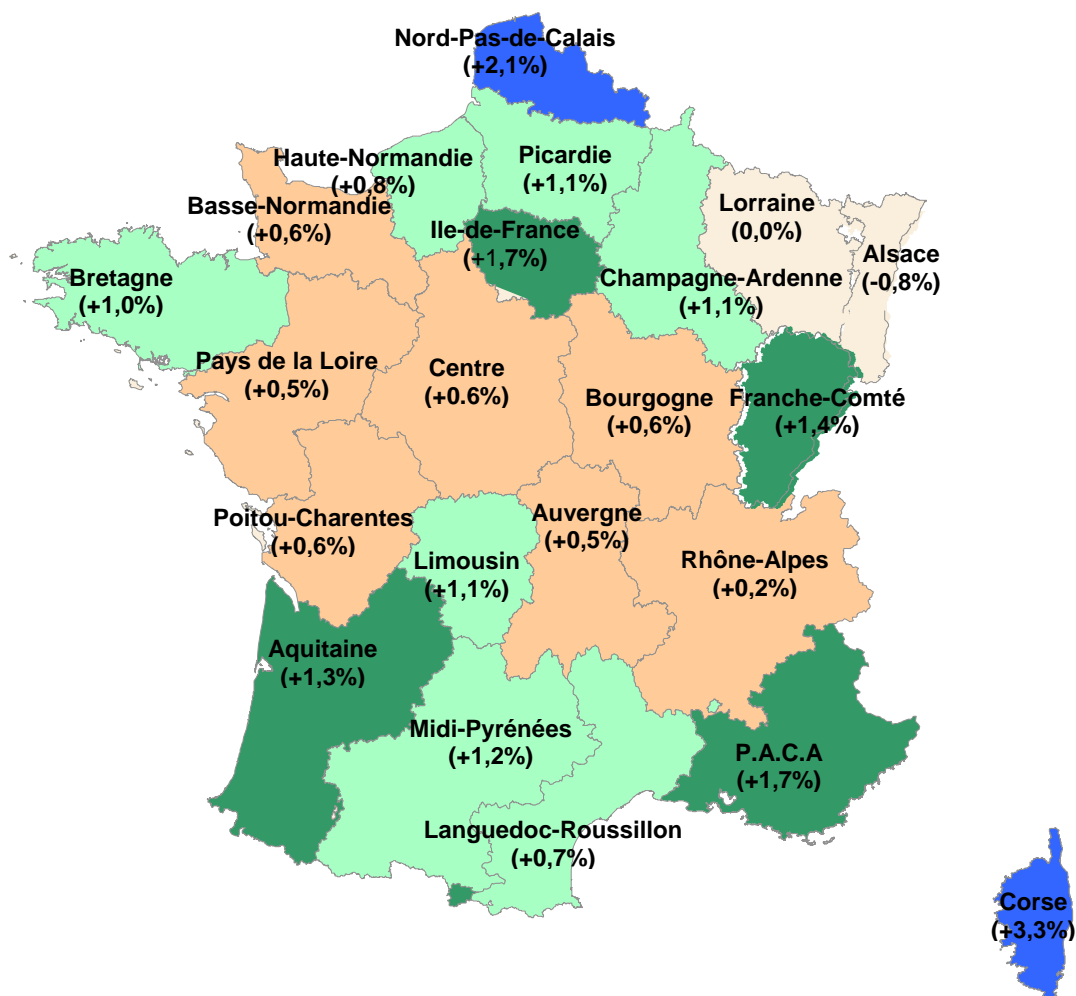 Nord-Pas-de-Calais
(+2,1%)
Haute-Normandie
(+0,8%)
Picardie
(+1,1%)
Basse-Normandie
(+0,6%)
Ile-de-France
(+1,7%)
Lorraine
(0,0%)
Alsace
(-0,8%)
Bretagne
(+1,0%)
Champagne-Ardenne
(+1,1%)
Pays de la Loire
(+0,5%)
Centre
(+0.6%)
Bourgogne
(+0,6%)
Franche-Comté
(+1,4%)
Poitou-Charentes
(+0,6%)
Auvergne
(+0,5%)
Limousin
(+1,1%)
Rhône-Alpes
(+0,2%)
Aquitaine
(+1,3%)
Midi-Pyrénées
(+1,2%)
P.A.C.A
(+1,7%)
Languedoc-Roussillon
(+0,7%)
Corse
(+3,3%)